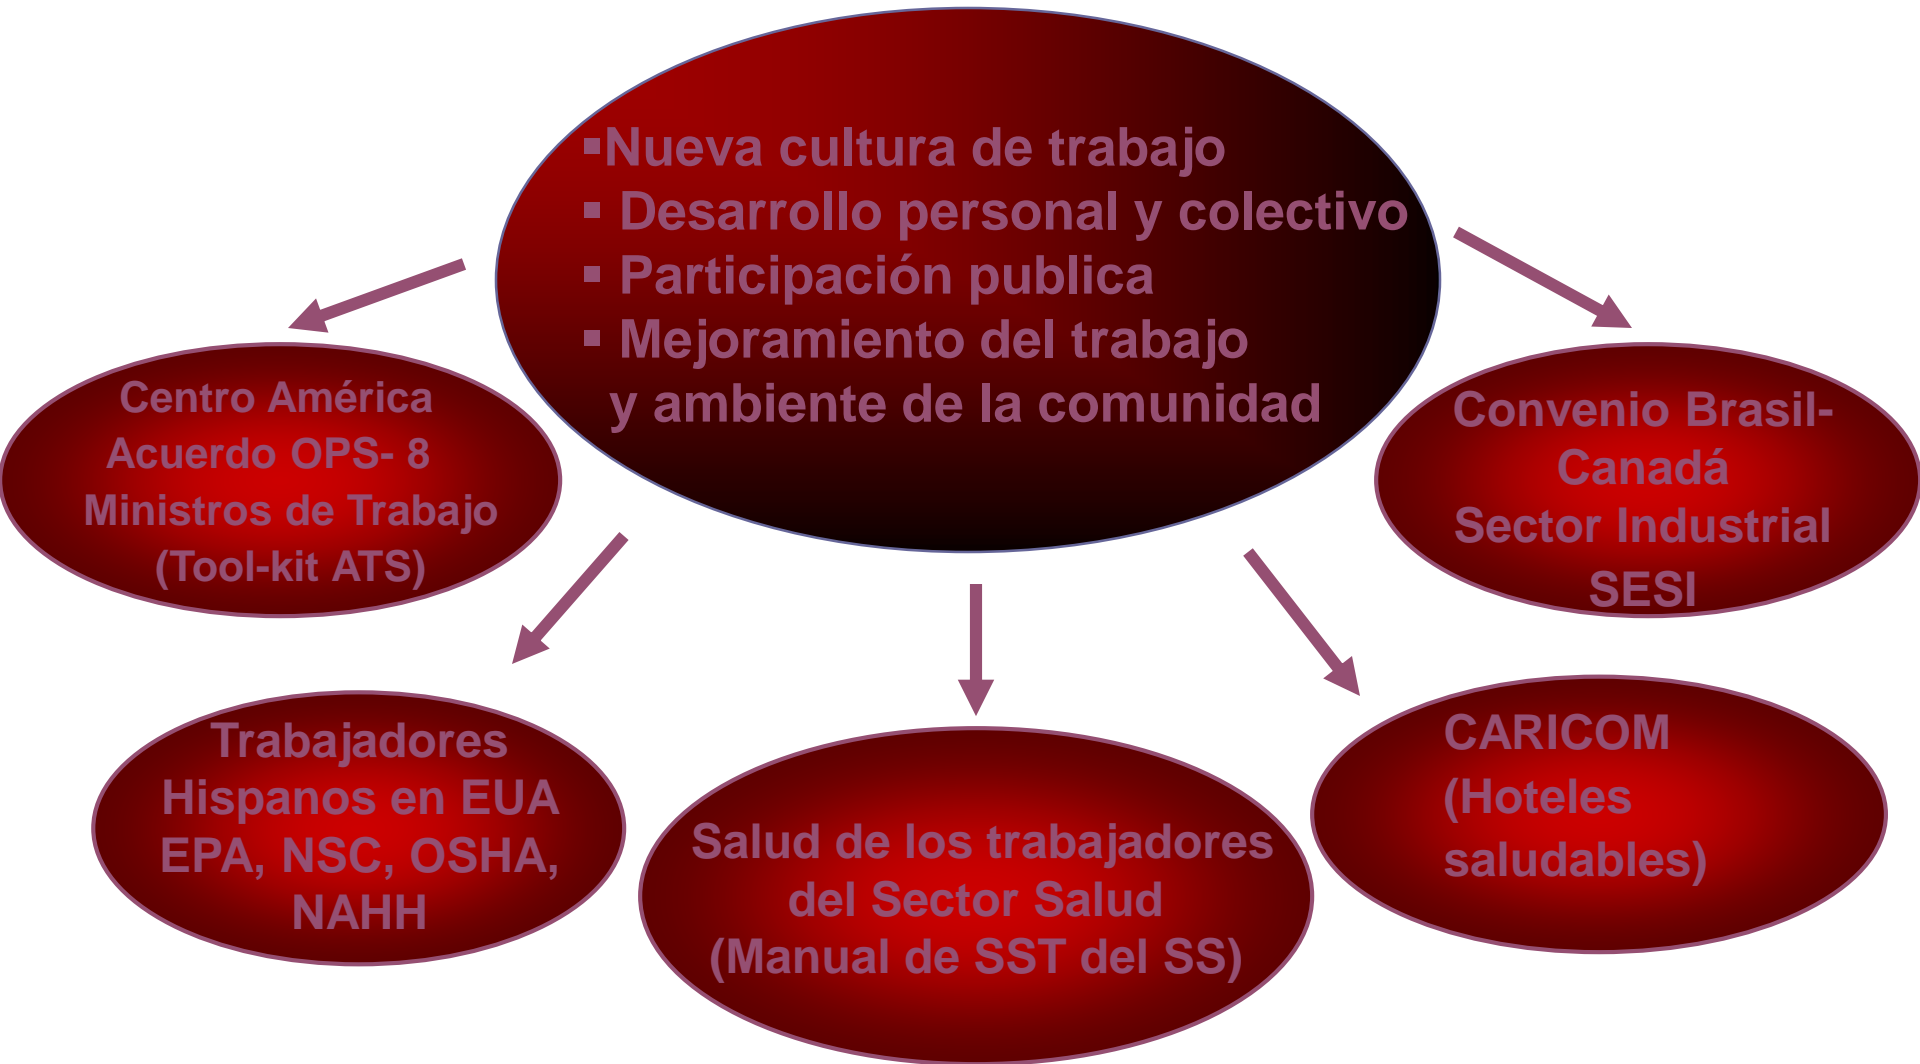 ▪Nueva cultura de trabajo
▪ Desarrollo personal y colectivo
▪ Participación publica
▪ Mejoramiento del trabajo
y ambiente de la comunidad
Centro América
Acuerdo OPS- 8
Ministros de Trabajo
(Tool-kit ATS)
Convenio Brasil-
Canadá
Sector Industrial
SESI
Trabajadores
Hispanos en EUA
EPA, NSC, OSHA,
NAHH
Salud de los trabajadores
del Sector Salud
(Manual de SST del SS)
CARICOM
(Hoteles
saludables)